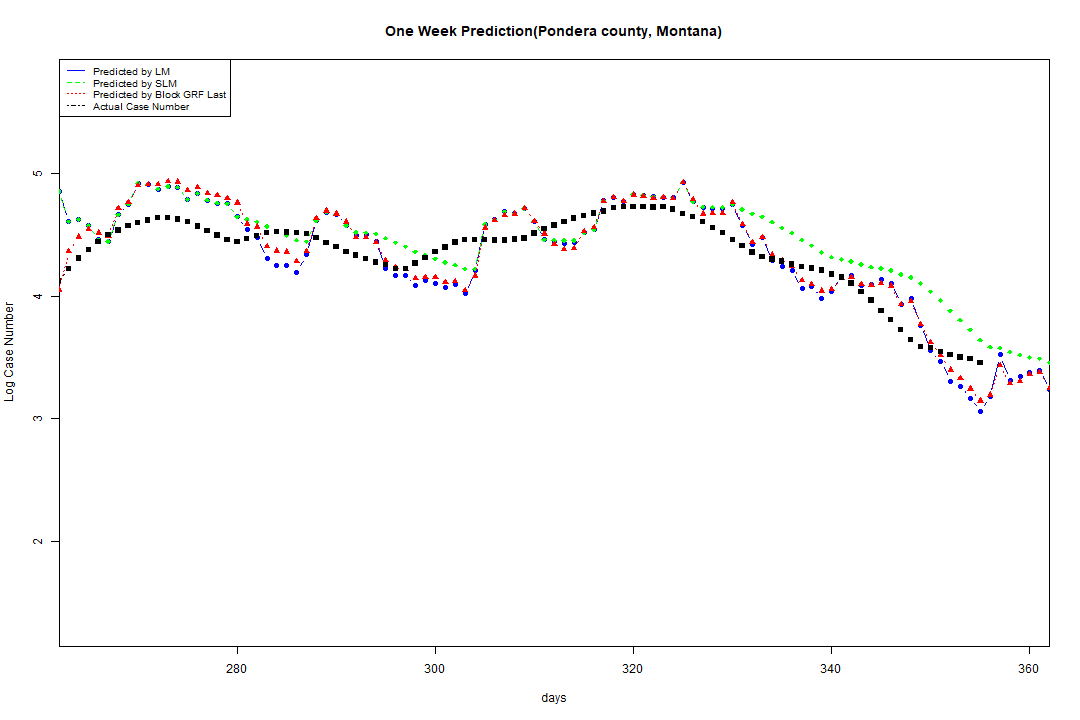 One Week Prediction(Pondera county, Montana)
Predicted by LM
Predicted by SLM
Predicted by Block GRF Last
Actual Case Number
5
4
3
2
Log Case Number
280 300 320 340 360
days